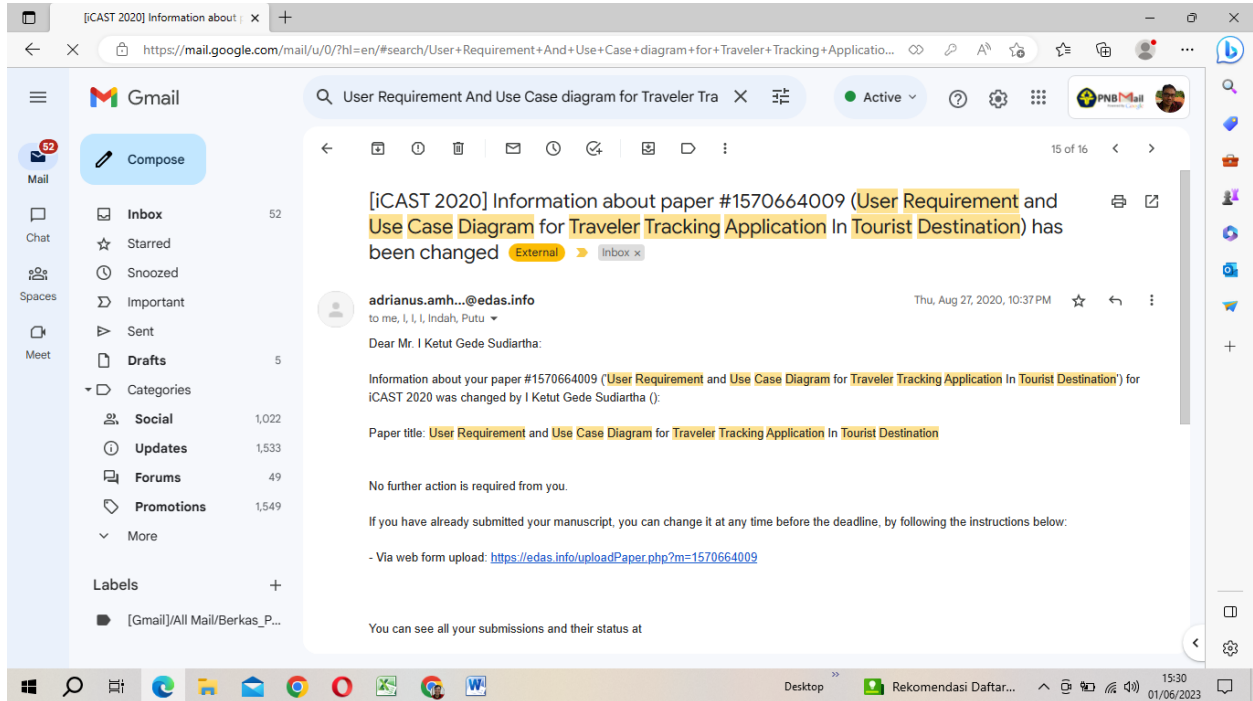 [iCAST 2020] Information about p
https://mail.google.com/mail/u/0/?hl=en/#search/User+Requirement+And+Use+Case+diagram+for+Traveler+Tracking+Applicatio...
Gmail
User Requirement And Use Case diagram for Traveler Tra
Active
PNBMail
52
Mail
Chat
Spaces
Meet
Compose
Inbox 52
Starred
Snoozed
Important
Sent
Drafts 5
Categories
Social 1,022
Updates 1,533
Forums 49
Promotions 1,549
More
Labels
[Gmail]/All Mail/Berkas_P...
15 of 16
[iCAST 2020] Information about paper #1570664009 (User Requirement and
Use Case Diagram for Traveler Tracking Application In Tourist Destination) has
been changed External Inbox x
adrianus.amh...@edas.info Thu, Aug 27, 2020, 10:37 PM
to me, I, I, I, Indah, Putu
Dear Mr. I Ketut Gede Sudiartha:
Information about your paper #1570664009 ('User Requirement and Use Case Diagram for Traveler Tracking Application In Tourist Destination') for
iCAST 2020 was changed by I Ketut Gede Sudiartha ():
Paper title: User Requirement and Use Case Diagram for Traveler Tracking Application In Tourist Destination
No further action is required from you.
If you have already submitted your manuscript, you can change it at any time before the deadline, by following the instructions below:
- Via web form upload: https://edas.info/uploadPaper.php?m=1570664009
You can see all your submissions and their status at
Desktop
Rekomendasi Daftar...
15:30
01/06/2023